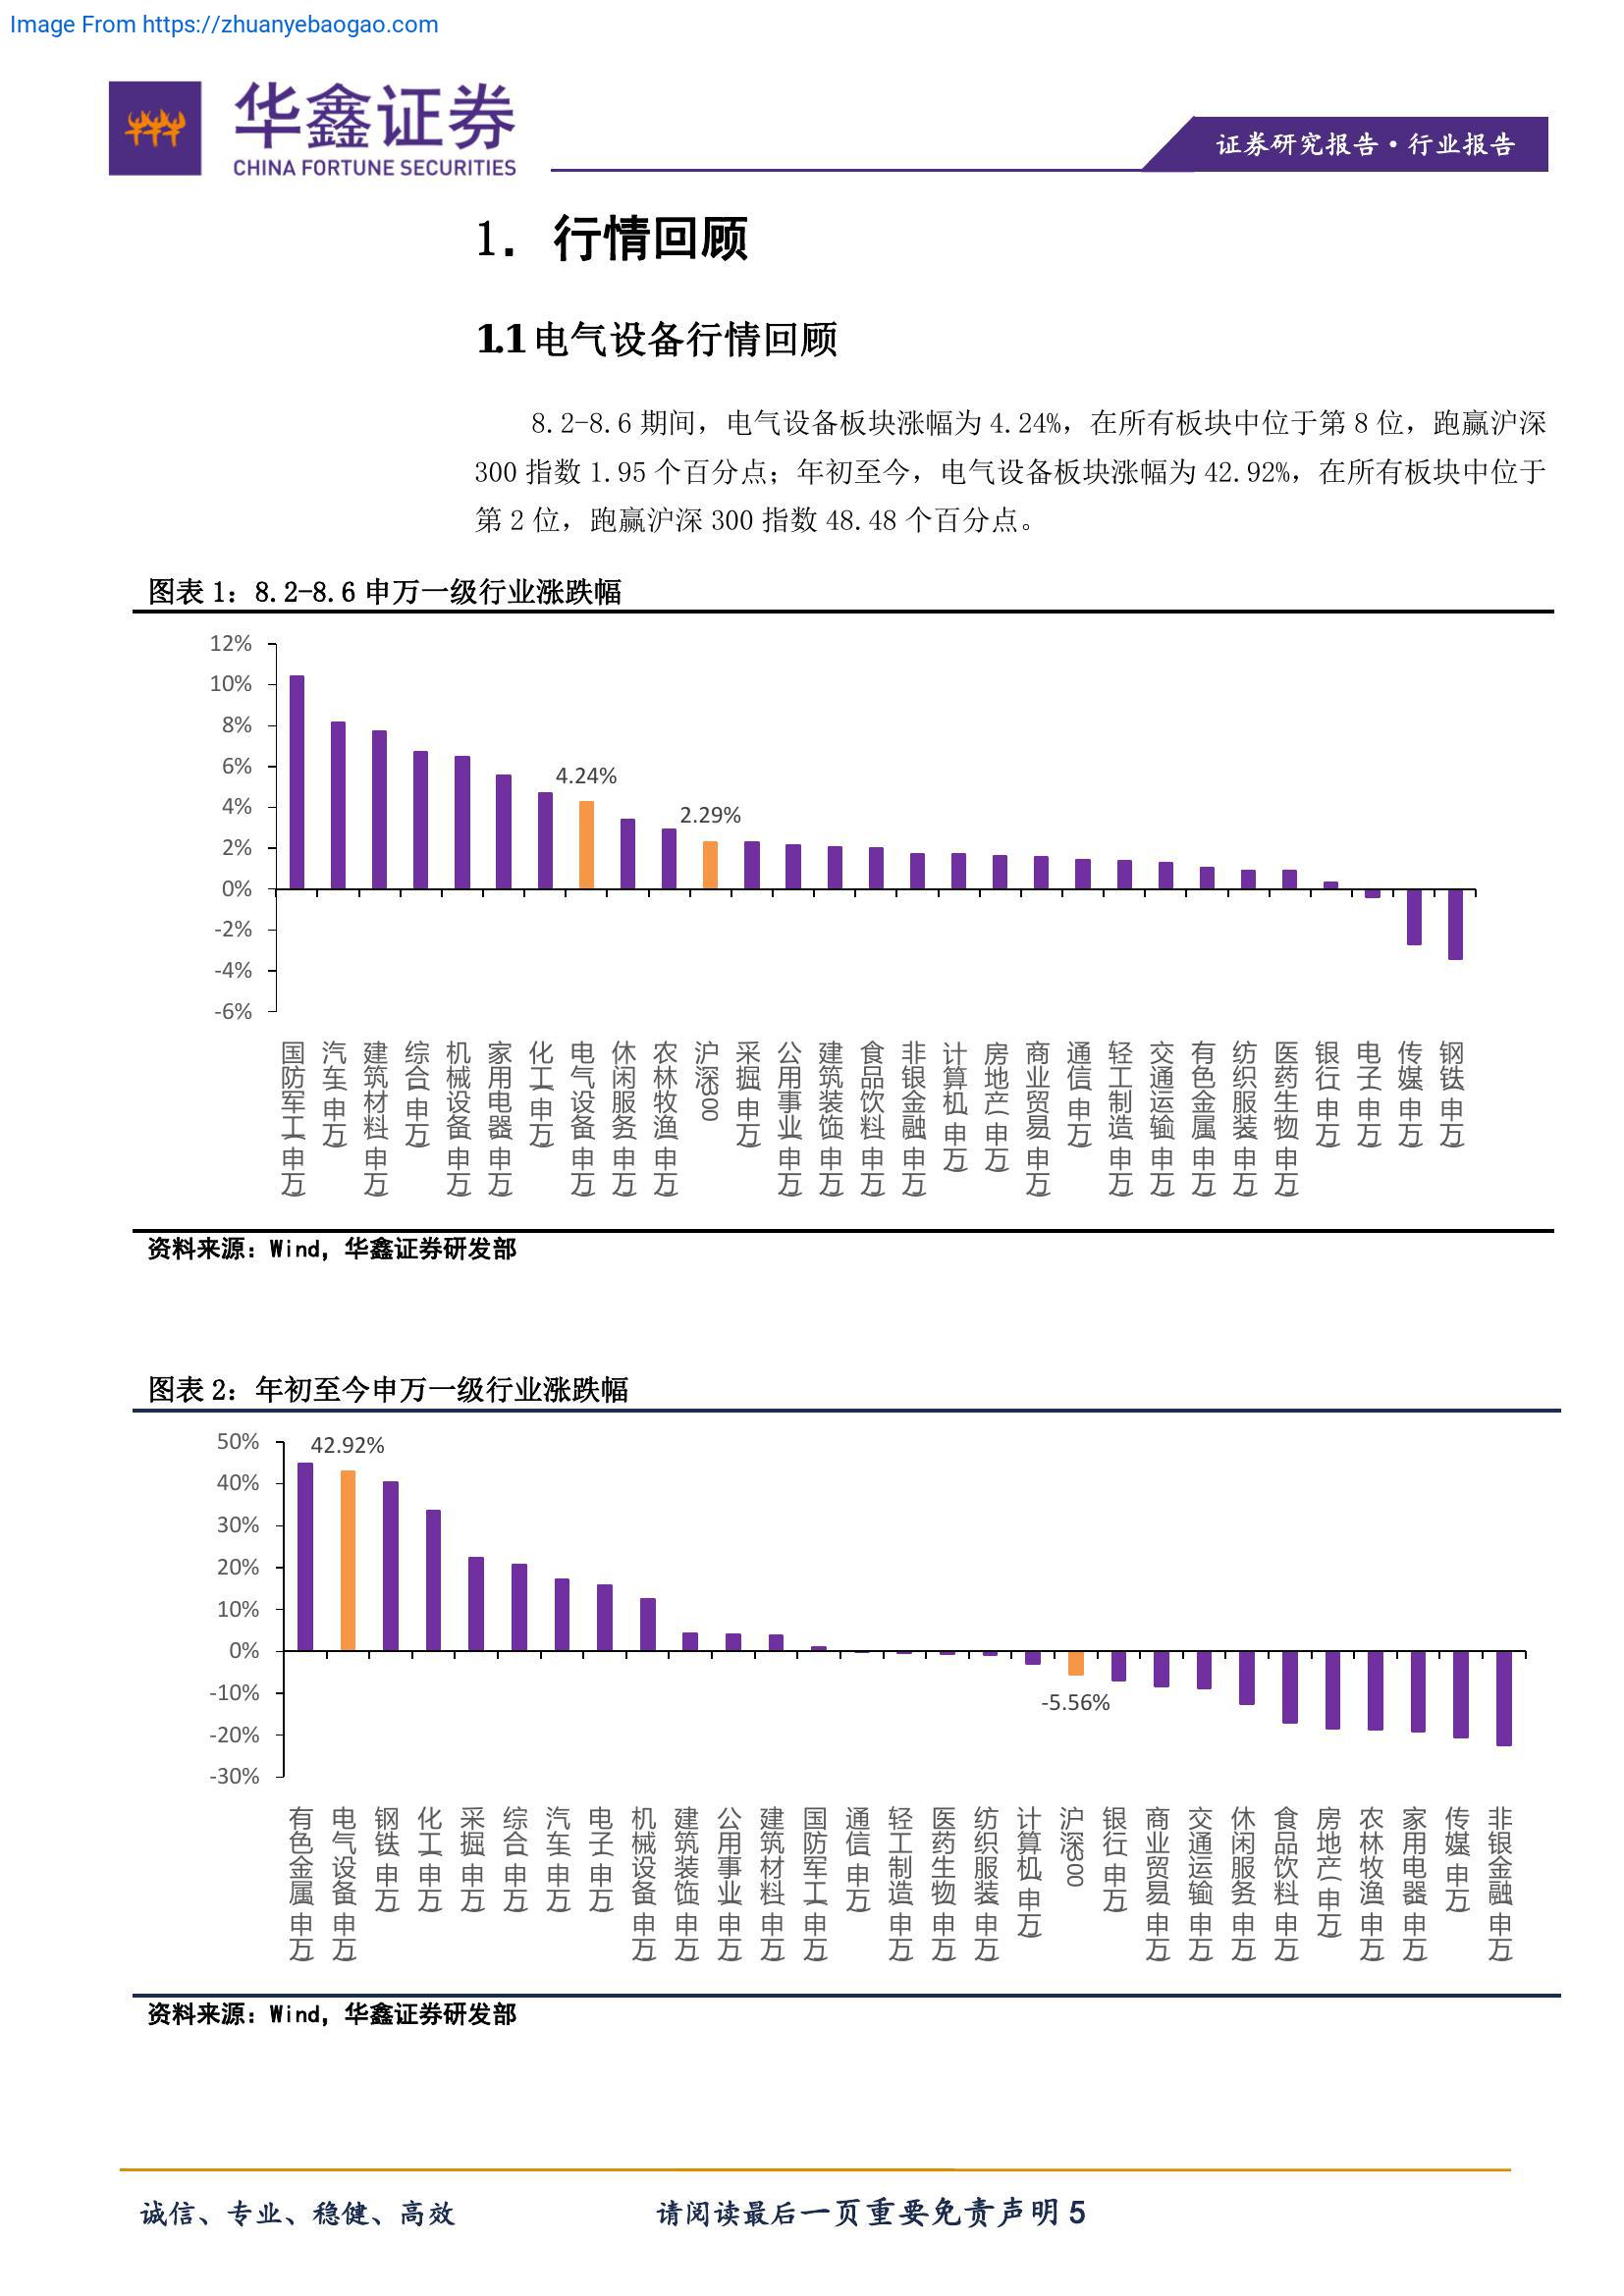 Image From https://zhuanyebaogao.com
华鑫证券
CHINA FORTUNE SECURITIES
证券研究报告·行业报告
1. 行情回顾
1.1 电气设备行情回顾
8.2-8.6 期间，电气设备板块涨幅为 4.24%，在所有板块中位于第 8 位，跑赢沪深
300 指数 1.95 个百分点；年初至今，电气设备板块涨幅为 42.92%，在所有板块中位于
第 2 位，跑赢沪深 300 指数 48.48 个百分点。
图表 1：8.2-8.6 申万一级行业涨跌幅
12%
10%
8%
6%
4%
2%
0%
-2%
-4%
-6%
4.24%
2.29%
国防军工(申万)
汽车(申万)
建筑材料(申万)
综合(申万)
机械设备(申万)
家用电器(申万)
化工(申万)
电气设备(申万)
休闲服务(申万)
农林牧渔(申万)
沪深300
采掘(申万)
公用事业(申万)
建筑装饰(申万)
食品饮料(申万)
非银金融(申万)
计算机(申万)
房地产(申万)
商业贸易(申万)
通信(申万)
轻工制造(申万)
交通运输(申万)
有色金属(申万)
纺织服装(申万)
医药生物(申万)
银行(申万)
电子(申万)
传媒(申万)
钢铁(申万)
资料来源：Wind，华鑫证券研发部
图表 2：年初至今申万一级行业涨跌幅
50%
40%
30%
20%
10%
0%
-10%
-20%
-30%
42.92%
-5.56%
有色金属(申万)
电气设备(申万)
钢铁(申万)
化工(申万)
采掘(申万)
综合(申万)
汽车(申万)
电子(申万)
机械设备(申万)
建筑装饰(申万)
公用事业(申万)
建筑材料(申万)
国防军工(申万)
通信(申万)
轻工制造(申万)
医药生物(申万)
纺织服装(申万)
计算机(申万)
沪深300
银行(申万)
商业贸易(申万)
交通运输(申万)
休闲服务(申万)
食品饮料(申万)
房地产(申万)
农林牧渔(申万)
家用电器(申万)
传媒(申万)
非银金融(申万)
资料来源：Wind，华鑫证券研发部
诚信、专业、稳健、高效
请阅读最后一页重要免责声明 5